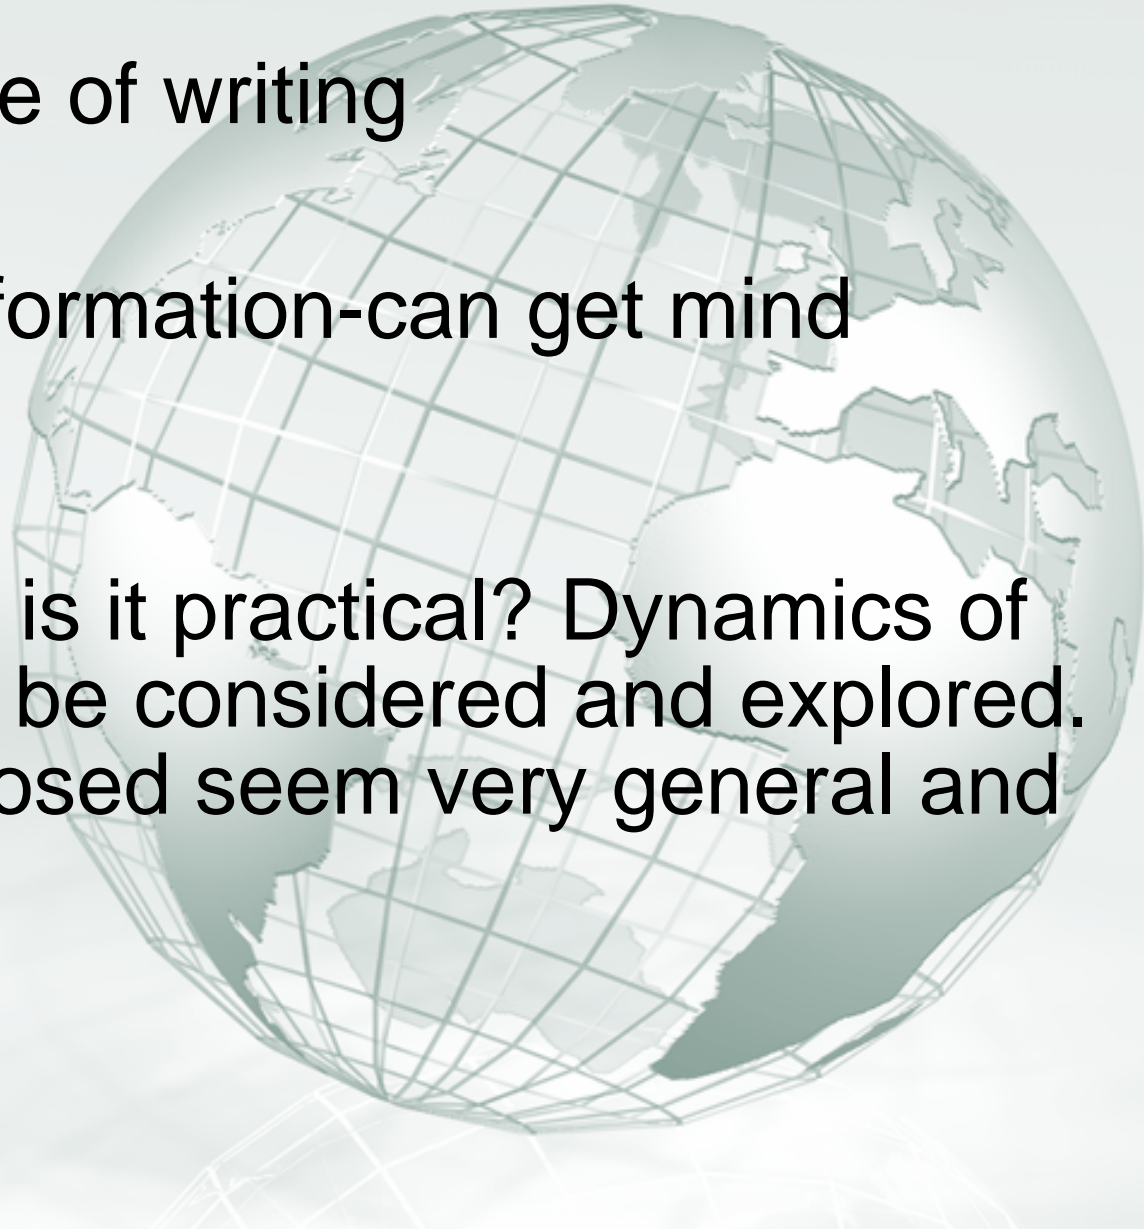 e of writing
formation-can get mind
is it practical? Dynamics of
be considered and explored.
osed seem very general and